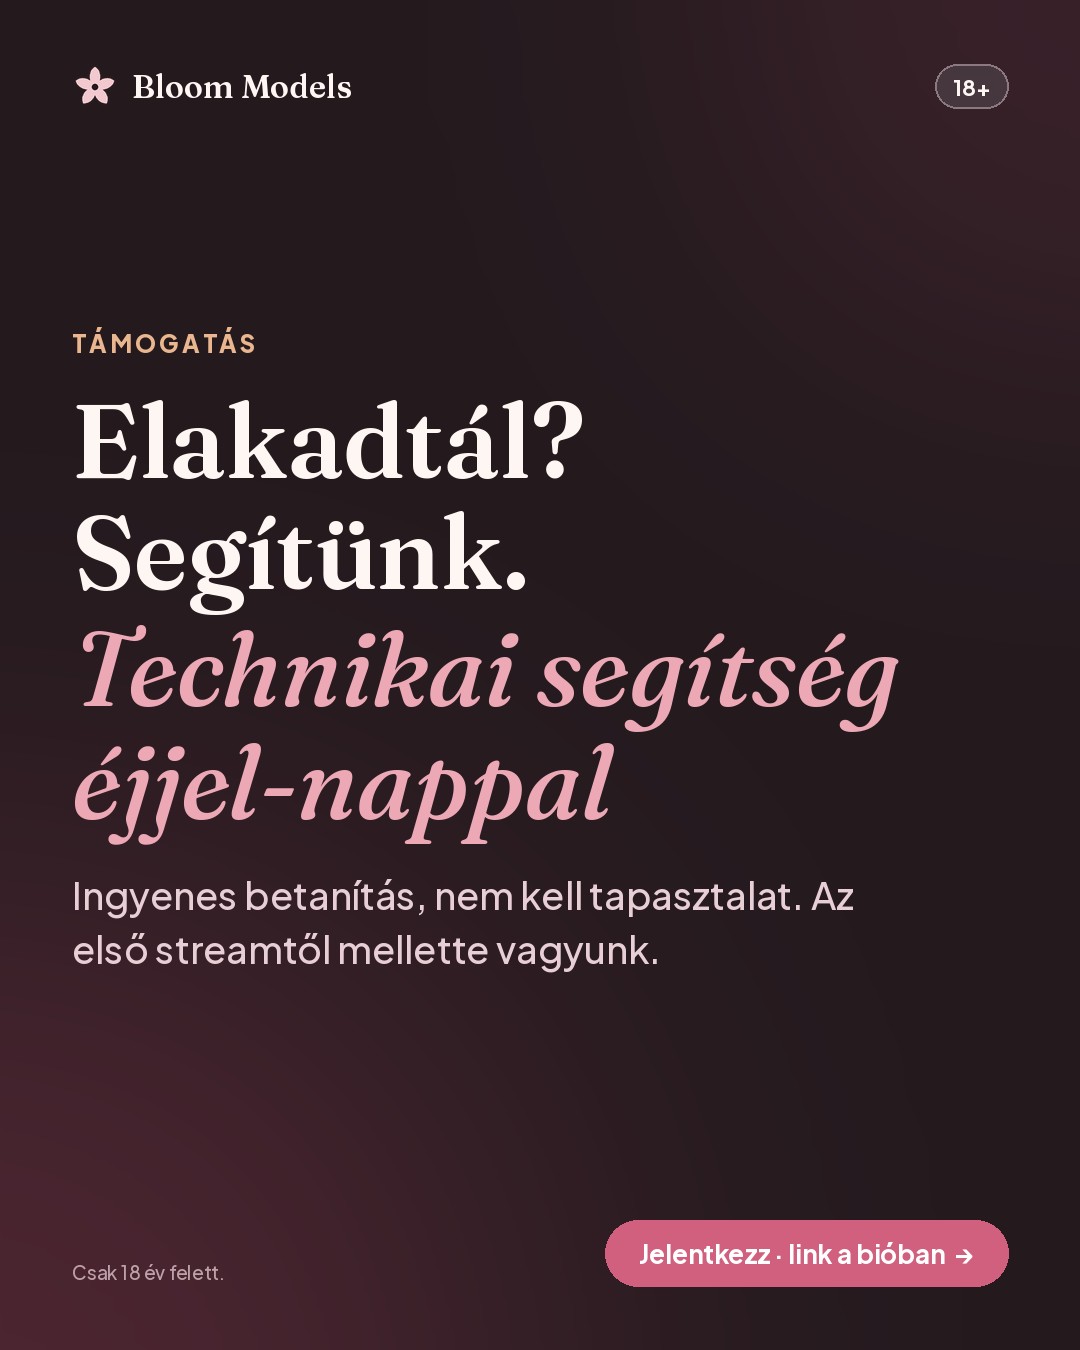 Bloom Models
18+
TÁMOGATÁS
Elakadtál?
Segítünk.
Technikai segítség
éjjel-nappal
Ingyenes betanítás, nem kell tapasztalat. Az
első streamtől mellette vagyunk.
Csak 18 év felett.
Jelentkezz · link a bióban →